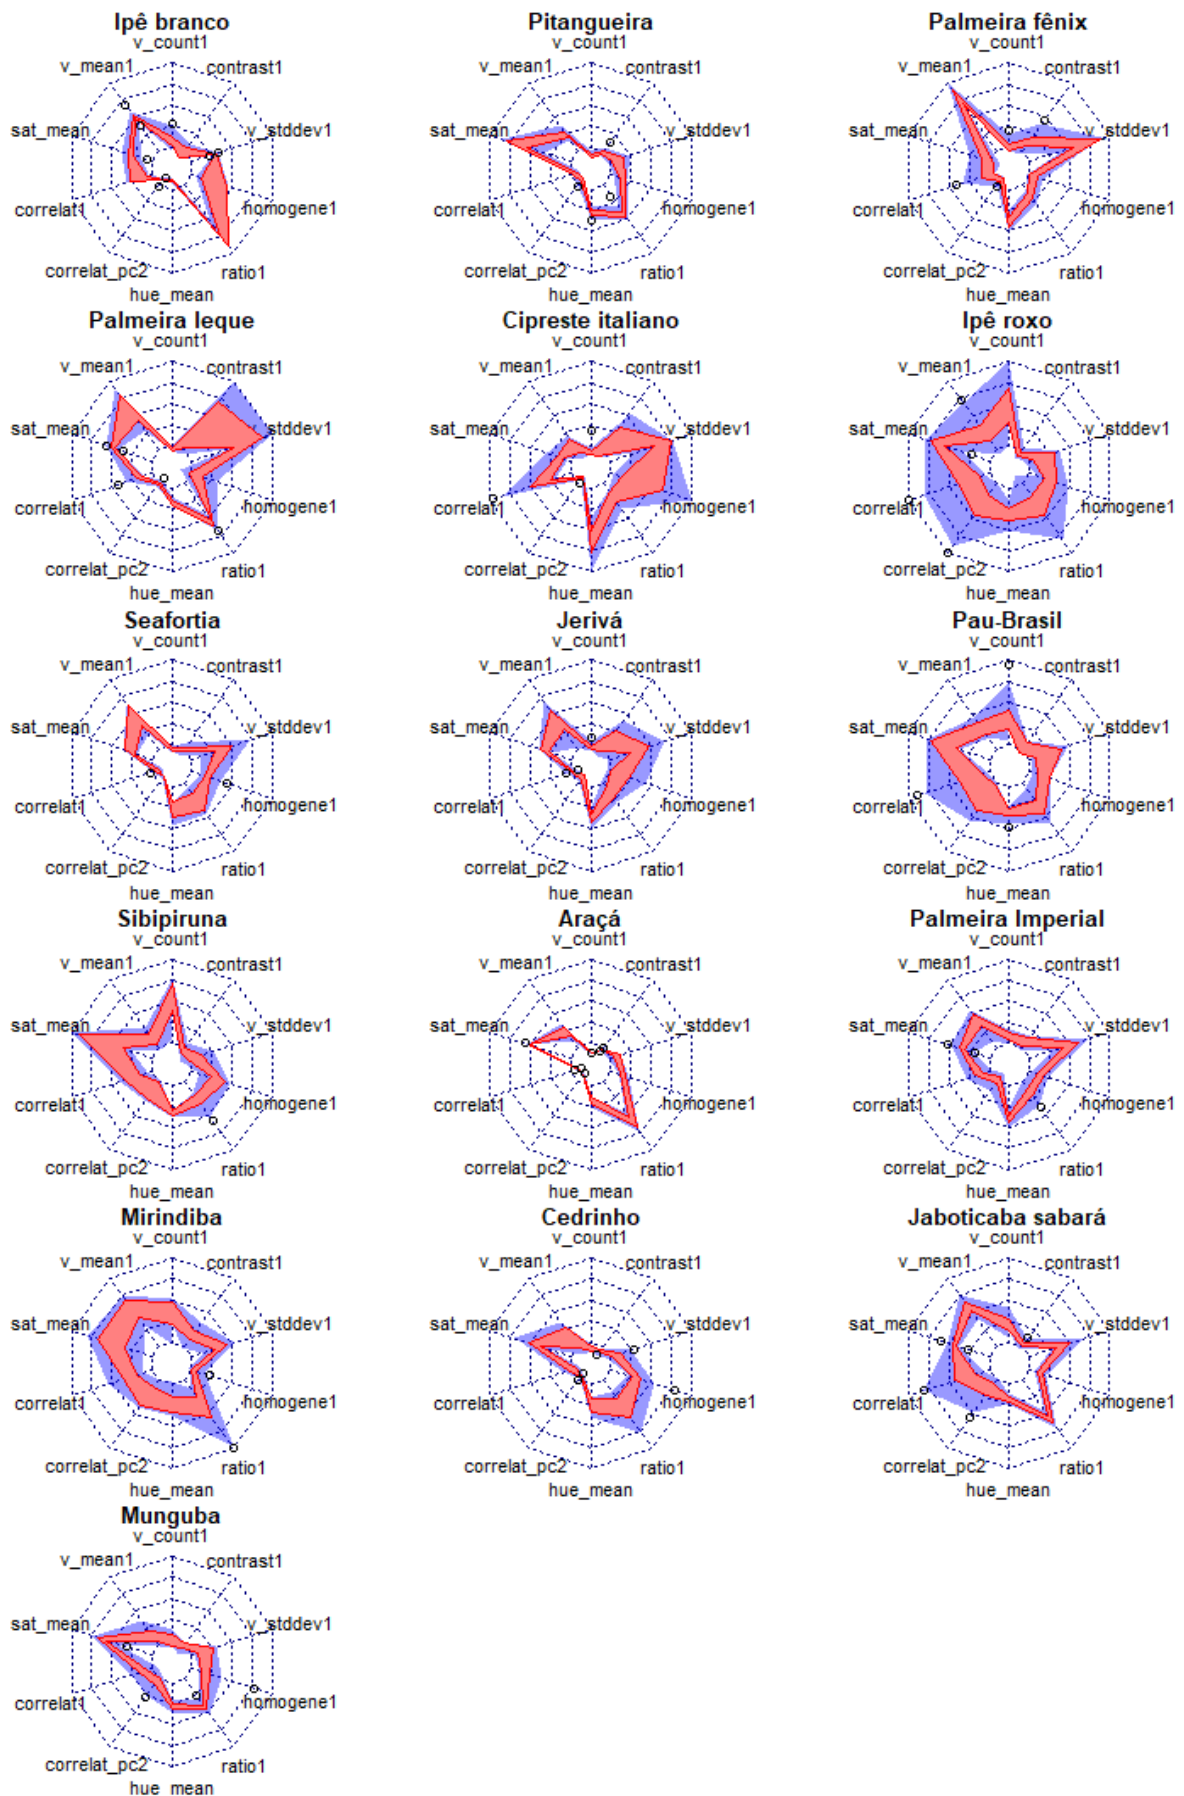 Ipê branco
v_count1
v_mean1
contrast1
sat_mean
v_stddev1
correlat1
homogene1
correlat_pc2
ratio1
hue_mean
Pitangueira
v_count1
v_mean1
contrast1
sat_mean
v_stddev1
correlat1
homogene1
correlat_pc2
ratio1
hue_mean
Palmeira fênix
v_count1
v_mean1
contrast1
sat_mean
v_stddev1
correlat1
homogene1
correlat_pc2
ratio1
hue_mean
Palmeira leque
v_count1
v_mean1
contrast1
sat_mean
v_stddev1
correlat1
homogene1
correlat_pc2
ratio1
hue_mean
Cipreste italiano
v_count1
v_mean1
contrast1
sat_mean
v_stddev1
correlat1
homogene1
correlat_pc2
ratio1
hue_mean
Ipê roxo
v_count1
v_mean1
contrast1
sat_mean
v_stddev1
correlat1
homogene1
correlat_pc2
ratio1
hue_mean
Seafortia
v_count1
v_mean1
contrast1
sat_mean
v_stddev1
correlat1
homogene1
correlat_pc2
ratio1
hue_mean
Jerivá
v_count1
v_mean1
contrast1
sat_mean
v_stddev1
correlat1
homogene1
correlat_pc2
ratio1
hue_mean
Pau-Brasil
v_count1
v_mean1
contrast1
sat_mean
v_stddev1
correlat1
homogene1
correlat_pc2
ratio1
hue_mean
Sibipiruna
v_count1
v_mean1
contrast1
sat_mean
v_stddev1
correlat1
homogene1
correlat_pc2
ratio1
hue_mean
Araçá
v_count1
v_mean1
contrast1
sat_mean
v_stddev1
correlat1
homogene1
correlat_pc2
ratio1
hue_mean
Palmeira Imperial
v_count1
v_mean1
contrast1
sat_mean
v_stddev1
correlat1
homogene1
correlat_pc2
ratio1
hue_mean
Mirindiba
v_count1
v_mean1
contrast1
sat_mean
v_stddev1
correlat1
homogene1
correlat_pc2
ratio1
hue_mean
Cedrinho
v_count1
v_mean1
contrast1
sat_mean
v_stddev1
correlat1
homogene1
correlat_pc2
ratio1
hue_mean
Jaboticaba sabará
v_count1
v_mean1
contrast1
sat_mean
v_stddev1
correlat1
homogene1
correlat_pc2
ratio1
hue_mean
Munguba
v_count1
v_mean1
contrast1
sat_mean
v_stddev1
correlat1
homogene1
correlat_pc2
ratio1
hue_mean